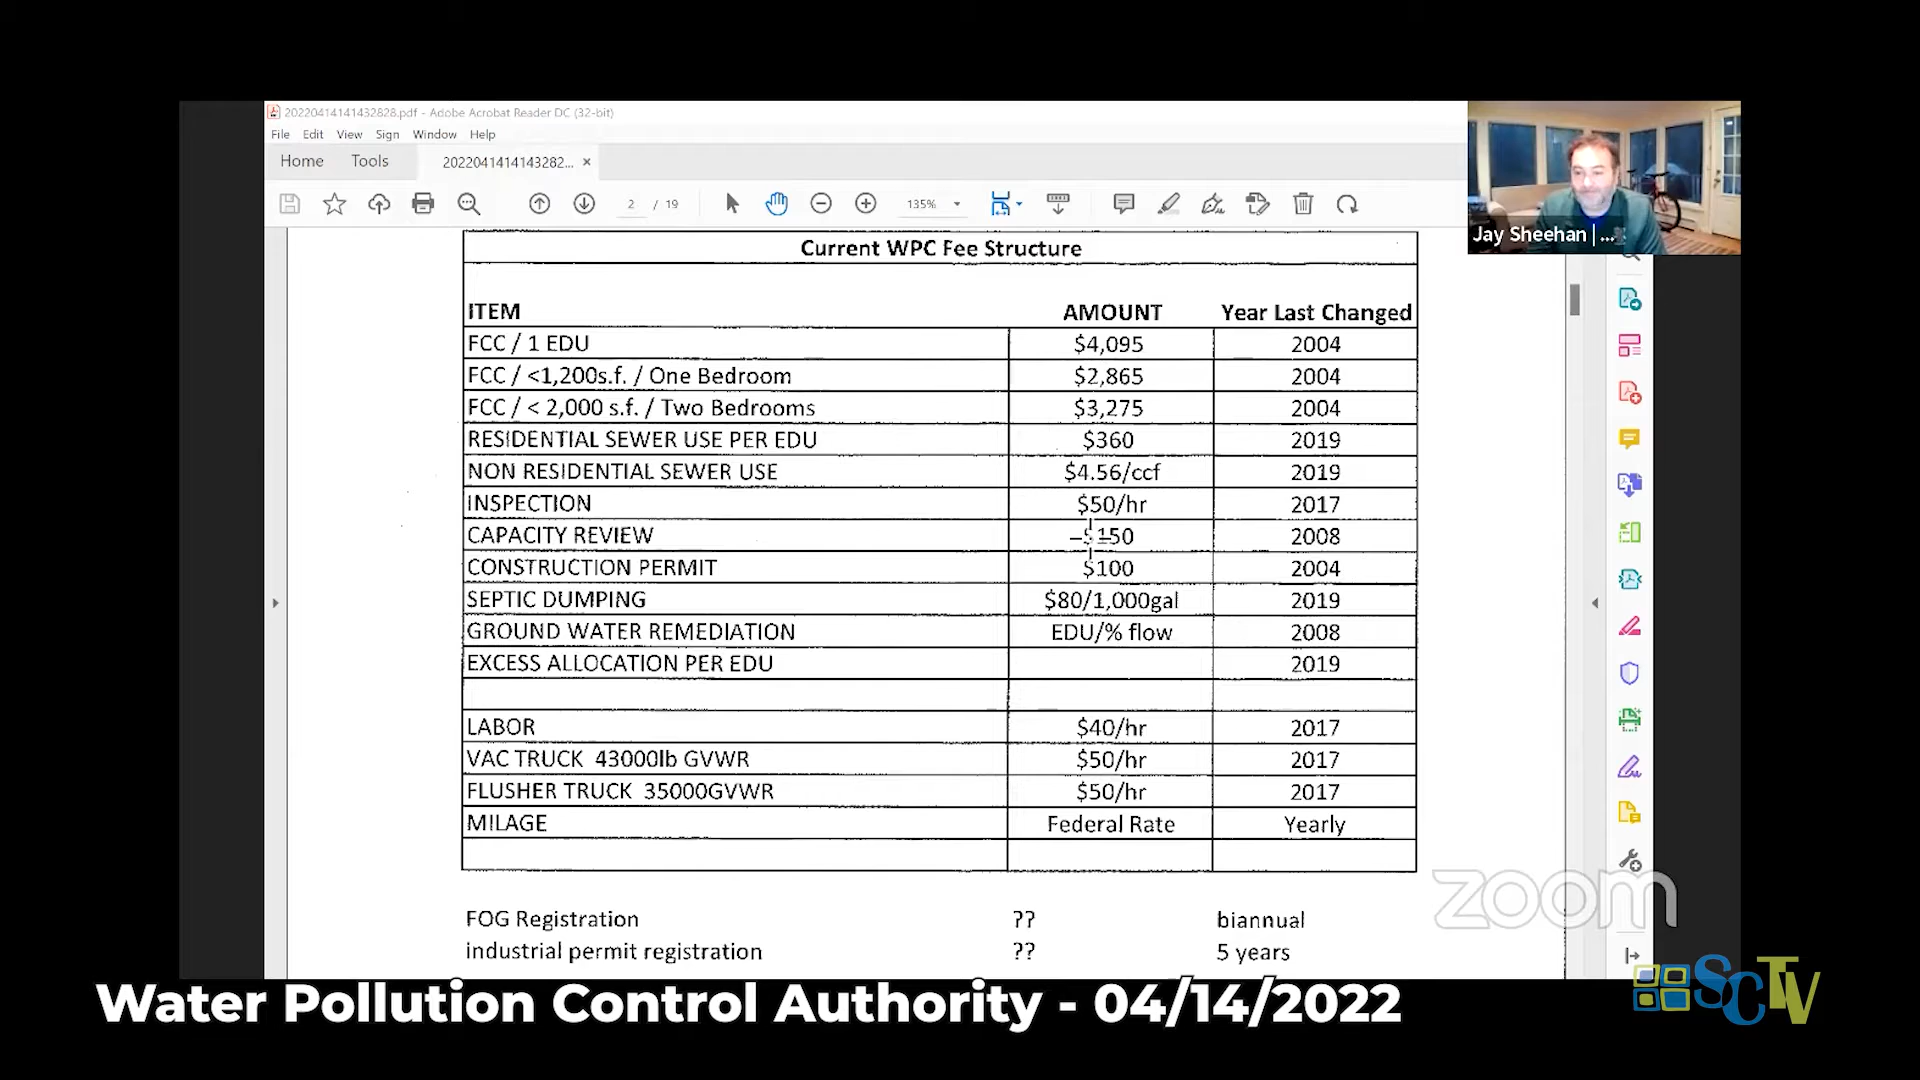 20220414141432828.pdf - Adobe Acrobat Reader DC (32-bit)
File Edit View Sign Window Help
Home Tools 2022041414143282... ×
2 / 19 135%
Jay Sheehan | ...
Current WPC Fee Structure
ITEM AMOUNT Year Last Changed
FCC / 1 EDU $4,095 2004
FCC / <1,200s.f. / One Bedroom $2,865 2004
FCC / < 2,000 s.f. / Two Bedrooms $3,275 2004
RESIDENTIAL SEWER USE PER EDU $360 2019
NON RESIDENTIAL SEWER USE $4.56/ccf 2019
INSPECTION $50/hr 2017
CAPACITY REVIEW $150 2008
CONSTRUCTION PERMIT $100 2004
SEPTIC DUMPING $80/1,000gal 2019
GROUND WATER REMEDIATION EDU/% flow 2008
EXCESS ALLOCATION PER EDU 2019
LABOR $40/hr 2017
VAC TRUCK 43000lb GVWR $50/hr 2017
FLUSHER TRUCK 35000GVWR $50/hr 2017
MILAGE Federal Rate Yearly
FOG Registration ?? biannual
industrial permit registration ?? 5 years
zoom
Water Pollution Control Authority - 04/14/2022
SCTV